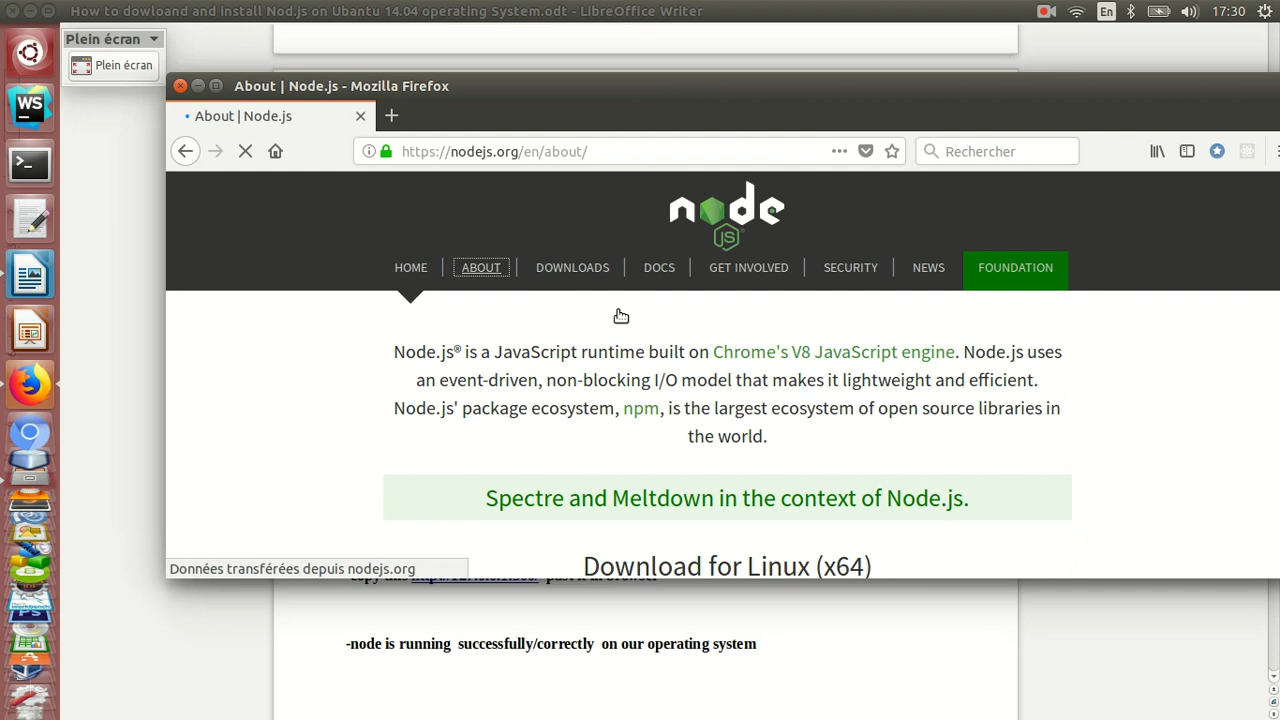 How to dowloand and install Nod.js on Ubantu 14.04 operating System.odt - LibreOffice Writer
En
17:30
Plein écran
Plein écran
About | Node.js - Mozilla Firefox
About | Node.js
https://nodejs.org/en/about/
Rechercher
node
JS
HOME
ABOUT
DOWNLOADS
DOCS
GET INVOLVED
SECURITY
NEWS
FOUNDATION
Node.js® is a JavaScript runtime built on Chrome's V8 JavaScript engine. Node.js uses
an event-driven, non-blocking I/O model that makes it lightweight and efficient.
Node.js' package ecosystem, npm, is the largest ecosystem of open source libraries in
the world.
Spectre and Meltdown in the context of Node.js.
Download for Linux (x64)
Données transférées depuis nodejs.org
-node is running successfully/correctly on our operating system
WS